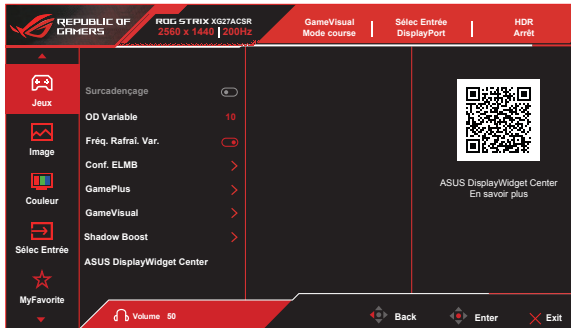 REPUBLIC OF
GAMERS
ROG STRIX XG27ACSR
2560 x 1440 200Hz
GameVisual
Mode course
Sélec Entrée
DisplayPort
HDR
Arrêt
Jeux
Image
Couleur
Sélec Entrée
MyFavorite
Surcadençage
OD Variable 10
Fréq. Rafraî. Var.
Conf. ELMB
GamePlus
GameVisual
Shadow Boost
ASUS DisplayWidget Center
ASUS DisplayWidget Center
En savoir plus
Volume 50
Back
Enter
Exit